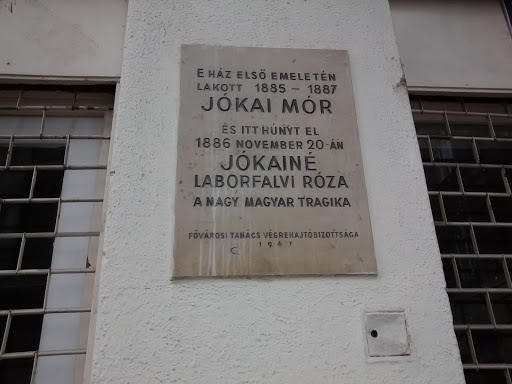 E HÁZ ELSŐ EMELETÉN
LAKOTT 1885 – 1887
JÓKAI MÓR
ÉS ITT HÚNYT EL
1886 NOVEMBER 20-ÁN
JÓKAINÉ
LABORFALVI RÓZA
A NAGY MAGYAR TRAGIKA
FŐVÁROSI TANÁCS VÉGREHAJTÓBIZOTTSÁGA
1967